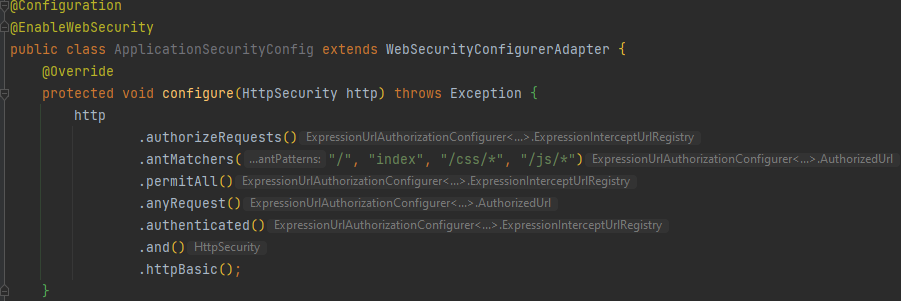 @Configuration
@EnableWebSecurity
public class ApplicationSecurityConfig extends WebSecurityConfigurerAdapter {
@Override
protected void configure(HttpSecurity http) throws Exception {
http
.authorizeRequests() ExpressionUrlAuthorizationConfigurer<...>.ExpressionInterceptUrlRegistry
.antMatchers( ...antPatterns: "/", "index", "/css/*", "/js/*") ExpressionUrlAuthorizationConfigurer<...>.AuthorizedUrl
.permitAll() ExpressionUrlAuthorizationConfigurer<...>.ExpressionInterceptUrlRegistry
.anyRequest() ExpressionUrlAuthorizationConfigurer<...>.AuthorizedUrl
.authenticated() ExpressionUrlAuthorizationConfigurer<...>.ExpressionInterceptUrlRegistry
.and() HttpSecurity
.httpBasic();
}